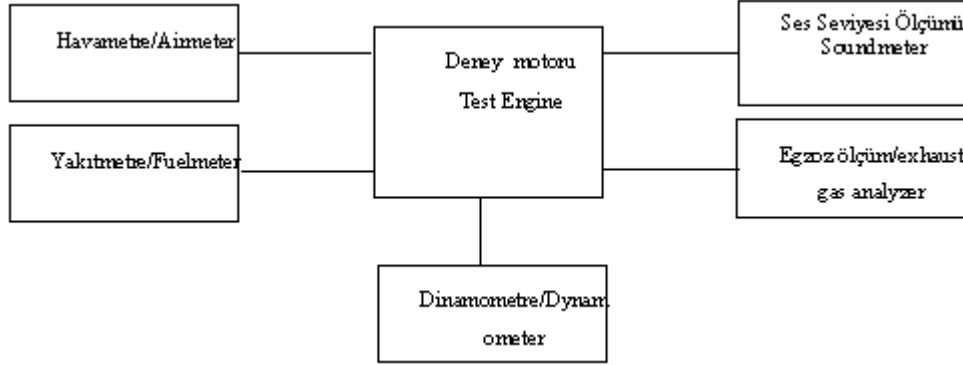 Havametre/Airmeter
Deney motoru
Test Engine
Ses Seviyesi Ölçümü
Soundmeter
Yakıtmetre/Fuelmeter
Egzoz ölçüm/exhaust
gas analyzer
Dinamometre/Dynam
ometer